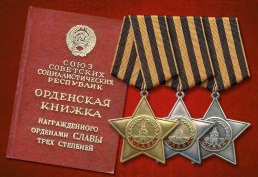 СОЮЗ
СОВЕТСКИХ
СОЦИАЛИСТИЧЕСКИХ
РЕСПУБЛИК
ОРДЕНСКАЯ
КНИЖКА
НАГРАЖДЕННОГО
ОРДЕНАМИ СЛАВЫ
ТРЕХ СТЕПЕНЕЙ